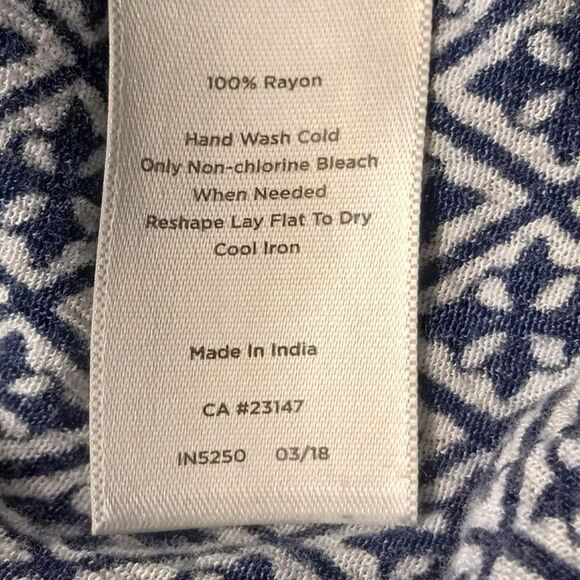 100% Rayon
Hand Wash Cold
Only Non-chlorine Bleach
When Needed
Reshape Lay Flat To Dry
Cool Iron
Made In India
CA #23147
IN5250 03/18